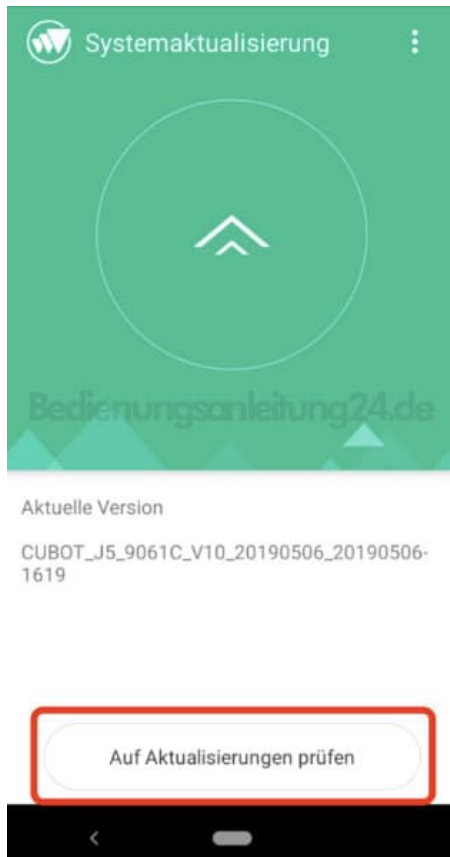 Systemaktualisierung
Bedienungsanleitung24.de
Aktuelle Version
CUBOT_J5_9061C_V10_20190506_20190506-
1619
Auf Aktualisierungen prüfen